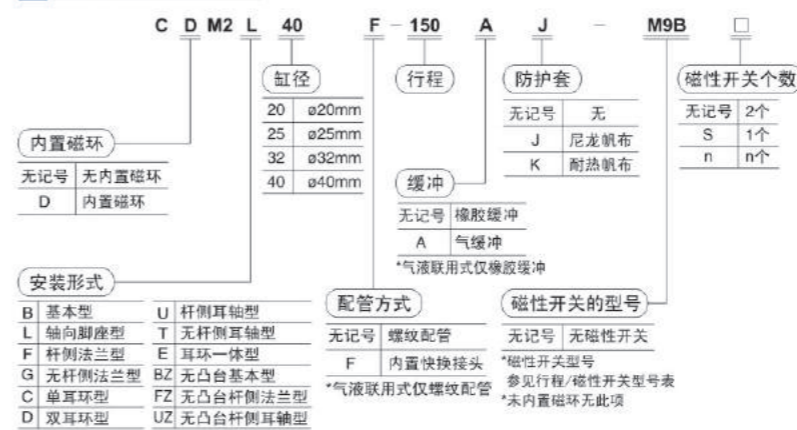 C D M2 L 40 F - 150 A J - M9B □
缸径
20 ø20mm
25 ø25mm
32 ø32mm
40 ø40mm
行程
防护套
无记号 无
J 尼龙帆布
K 耐热帆布
磁性开关个数
无记号 2个
S 1个
n n个
内置磁环
无记号 无内置磁环
D 内置磁环
缓冲
无记号 橡胶缓冲
A 气缓冲
*气液联用式仅橡胶缓冲
安装形式
B 基本型 U 杆侧耳轴型
L 轴向脚座型 T 无杆侧耳轴型
F 杆侧法兰型 E 耳环一体型
G 无杆侧法兰型 BZ 无凸台基本型
C 单耳环型 FZ 无凸台杆侧法兰型
D 双耳环型 UZ 无凸台杆侧耳轴型
配管方式
无记号 螺纹配管
F 内置快换接头
*气液联用式仅螺纹配管
磁性开关的型号
无记号 无磁性开关
*磁性开关型号
参见行程/磁性开关型号表
*未内置磁环无此项